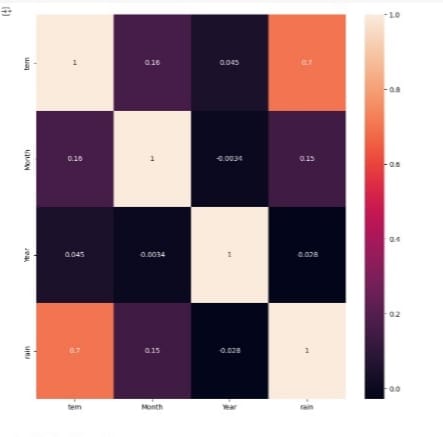 1.0
tem 1 0.16 0.045 0.7
0.8
Month 0.16 1 -0.0034 0.15
0.6
0.4
Year 0.045 -0.0034 1 0.028
0.2
rain 0.7 0.15 -0.028 1
0.0
tem Month Year rain